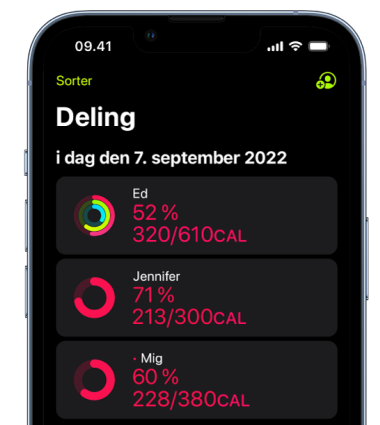 09.41
Sorter
Deling
i dag den 7. september 2022
Ed
52 %
320/610CAL
Jennifer
71 %
213/300CAL
· Mig
60 %
228/380CAL